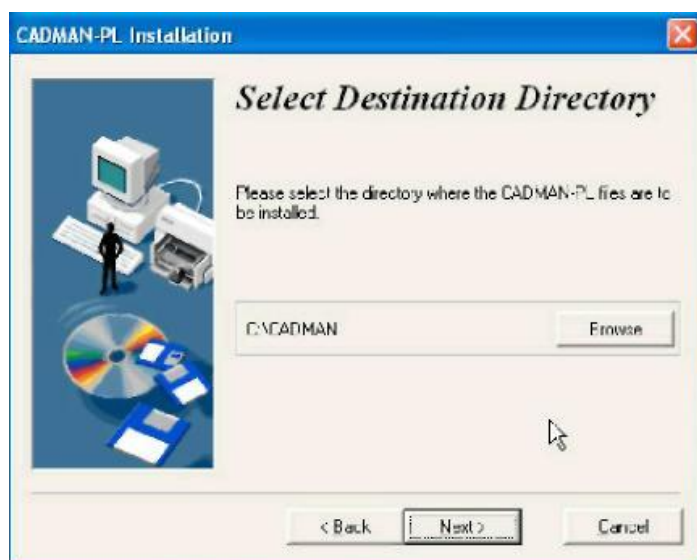 CADMAN-PL Installation
Select Destination Directory
Please select the directory where the CADMAN-PL files are to
be installed.
C:\CADMAN
Browse
< Back
Next >
Cancel